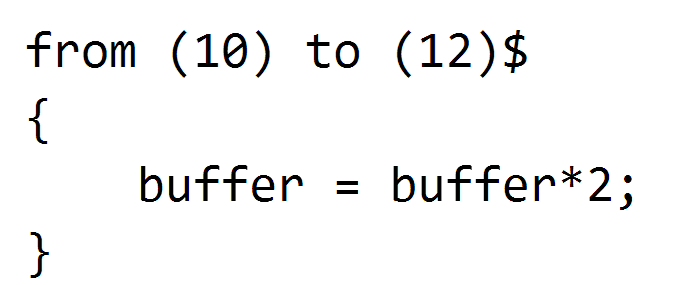 from (10) to (12)$
{
    buffer = buffer*2;
}